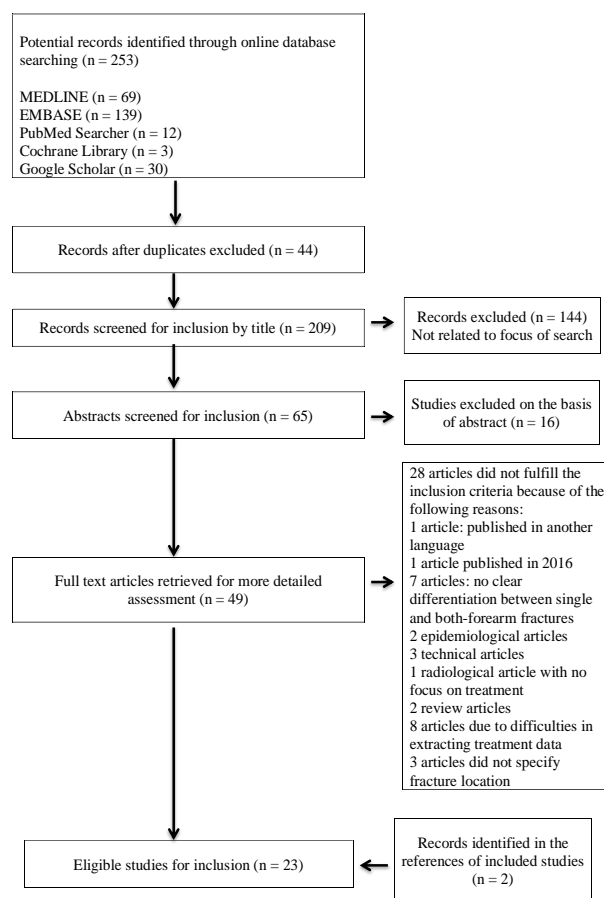 Potential records identified through online database
searching (n = 253)
MEDLINE (n = 69)
EMBASE (n = 139)
PubMed Searcher (n = 12)
Cochrane Library (n = 3)
Google Scholar (n = 30)
Records after duplicates excluded (n = 44)
Records screened for inclusion by title (n = 209)
Records excluded (n = 144)
Not related to focus of search
Abstracts screened for inclusion (n = 65)
Studies excluded on the basis
of abstract (n = 16)
Full text articles retrieved for more detailed
assessment (n = 49)
28 articles did not fulfill the
inclusion criteria because of the
following reasons:
1 article: published in another
language
1 article published in 2016
7 articles: no clear
differentiation between single
and both-forearm fractures
2 epidemiological articles
3 technical articles
1 radiological article with no
focus on treatment
2 review articles
8 articles due to difficulties in
extracting treatment data
3 articles did not specify
fracture location
Eligible studies for inclusion (n = 23)
Records identified in the
references of included studies
(n = 2)